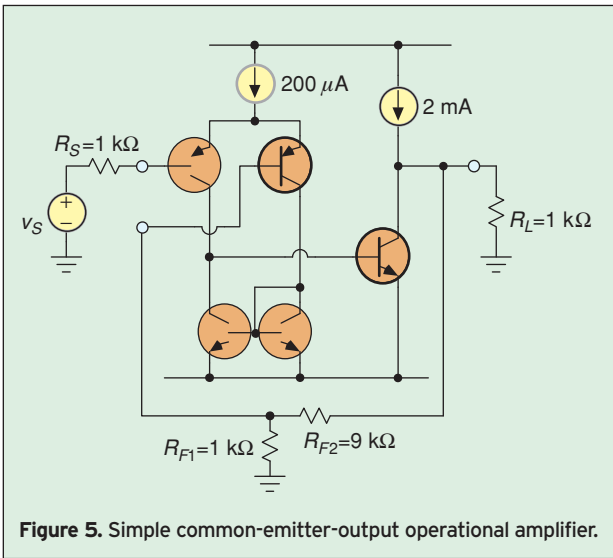 200 μA
2 mA
R_S=1 kΩ
+
v_S
−
R_L=1 kΩ
R_F1=1 kΩ
R_F2=9 kΩ
Figure 5. Simple common-emitter-output operational amplifier.